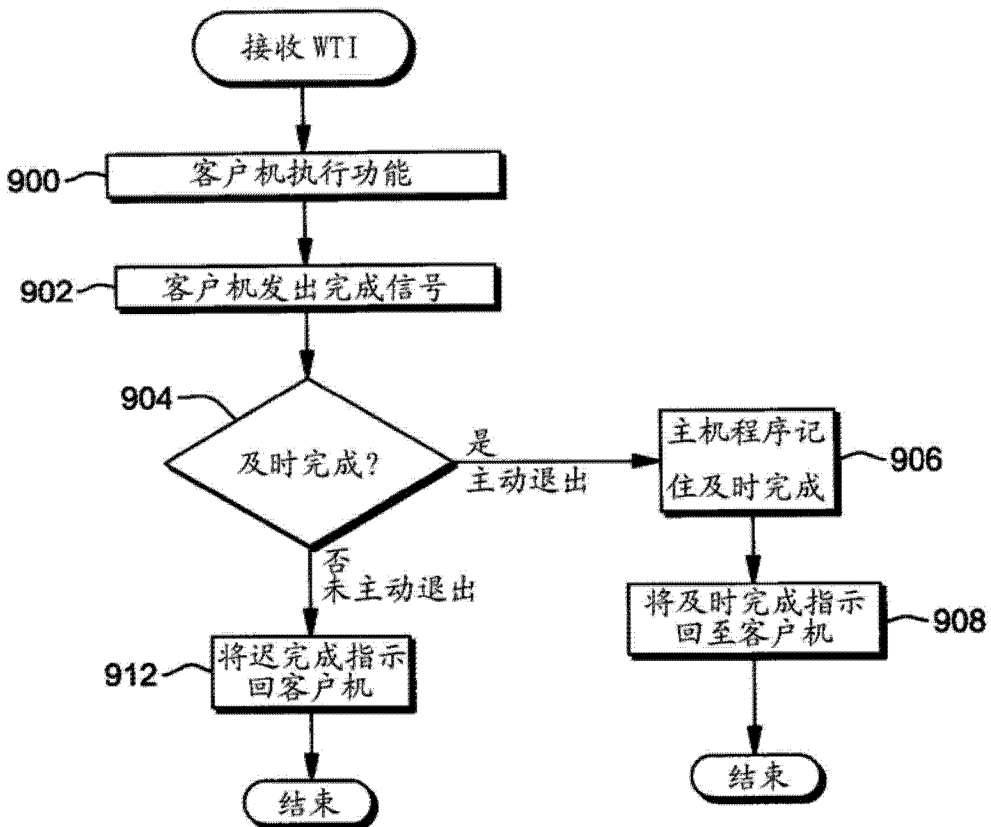 接收 WTI
900
客户机执行功能
902
客户机发出完成信号
904
及时完成?
是
主动退出
主机程序记
住及时完成
906
否
未主动退出
将及时完成指示
回至客户机
908
912
将迟完成指示
回客户机
结束
结束